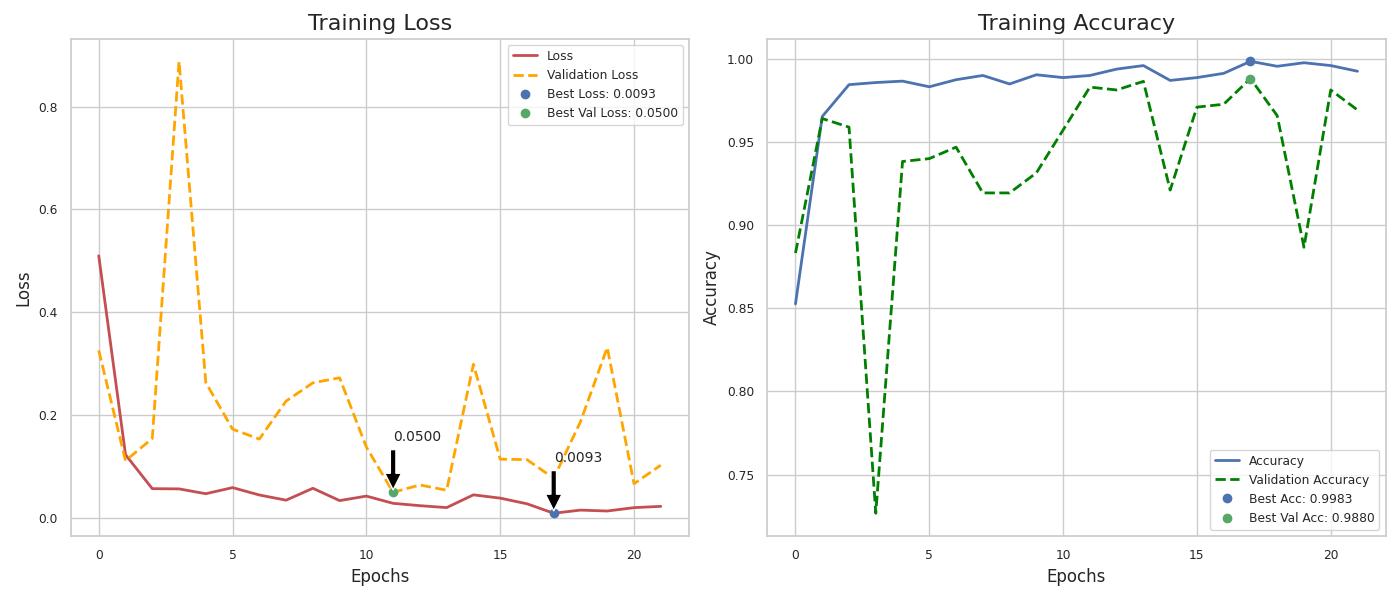 Training Loss
Loss
Validation Loss
Best Loss: 0.0093
Best Val Loss: 0.0500
0.8
0.6
0.4
0.2
0.0
Loss
0.0500
0.0093
0
5
10
15
20
Epochs
Training Accuracy
1.00
0.95
0.90
0.85
0.80
0.75
Accuracy
Accuracy
Validation Accuracy
Best Acc: 0.9983
Best Val Acc: 0.9880
0
5
10
15
20
Epochs